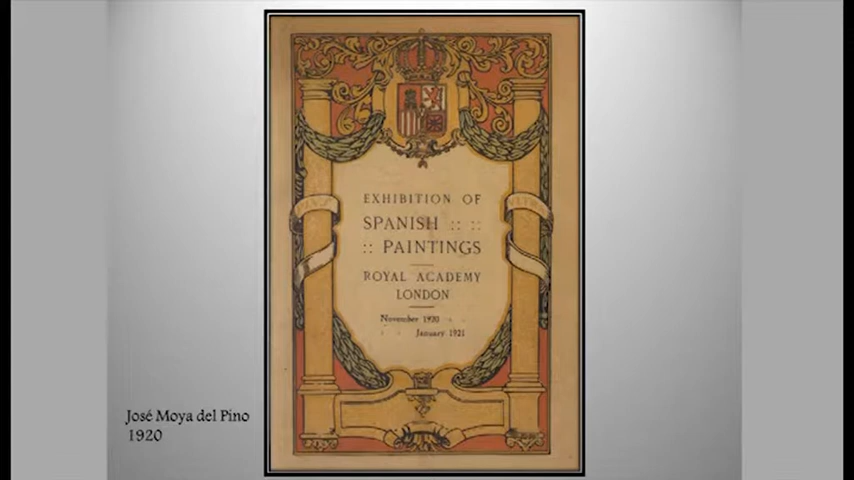 EXHIBITION OF
SPANISH :: ::
:: PAINTINGS
ROYAL ACADEMY
LONDON
November 1920
January 1921
José Moya del Pino
1920